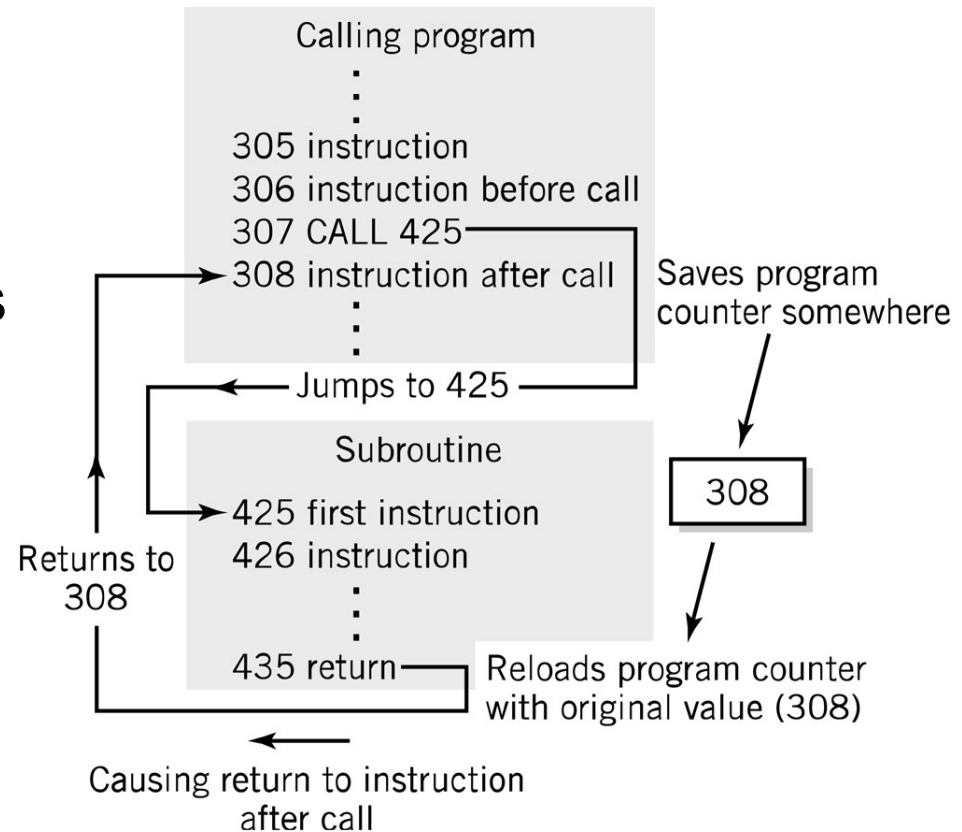 Calling program
305 instruction
306 instruction before call
307 CALL 425
308 instruction after call
s
Saves program
counter somewhere
Jumps to 425
Subroutine
308
425 first instruction
426 instruction
Returns to
308
435 return
Reloads program counter
with original value (308)
Causing return to instruction
after call